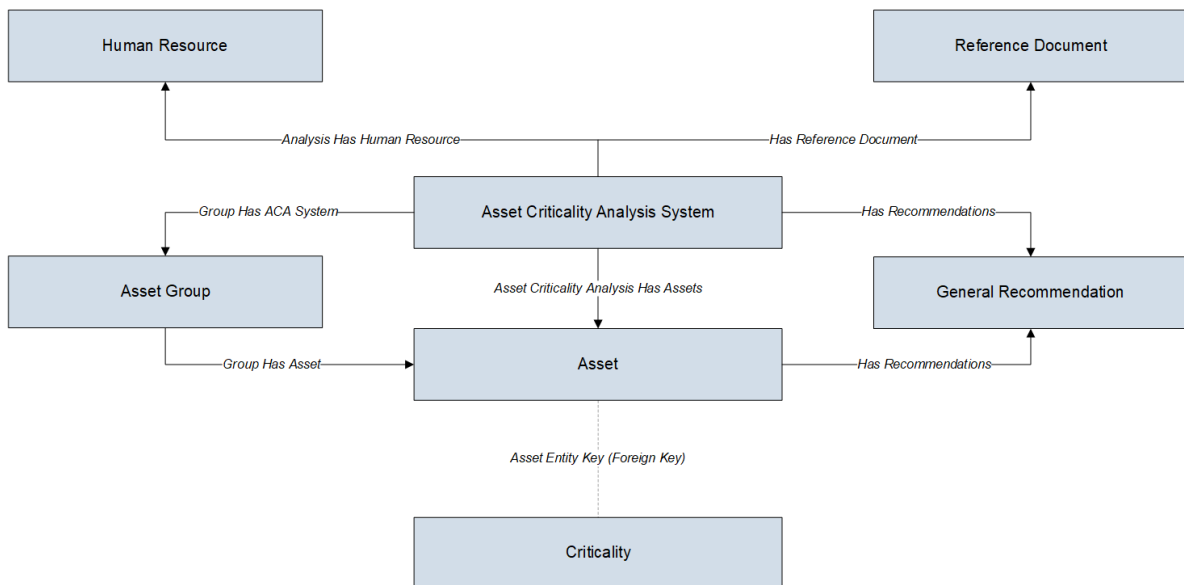 Human Resource
Reference Document
Analysis Has Human Resource
Has Reference Document
Asset Criticality Analysis System
Group Has ACA System
Has Recommendations
Asset Group
Asset Criticality Analysis Has Assets
General Recommendation
Group Has Asset
Asset
Has Recommendations
Asset Entity Key (Foreign Key)
Criticality